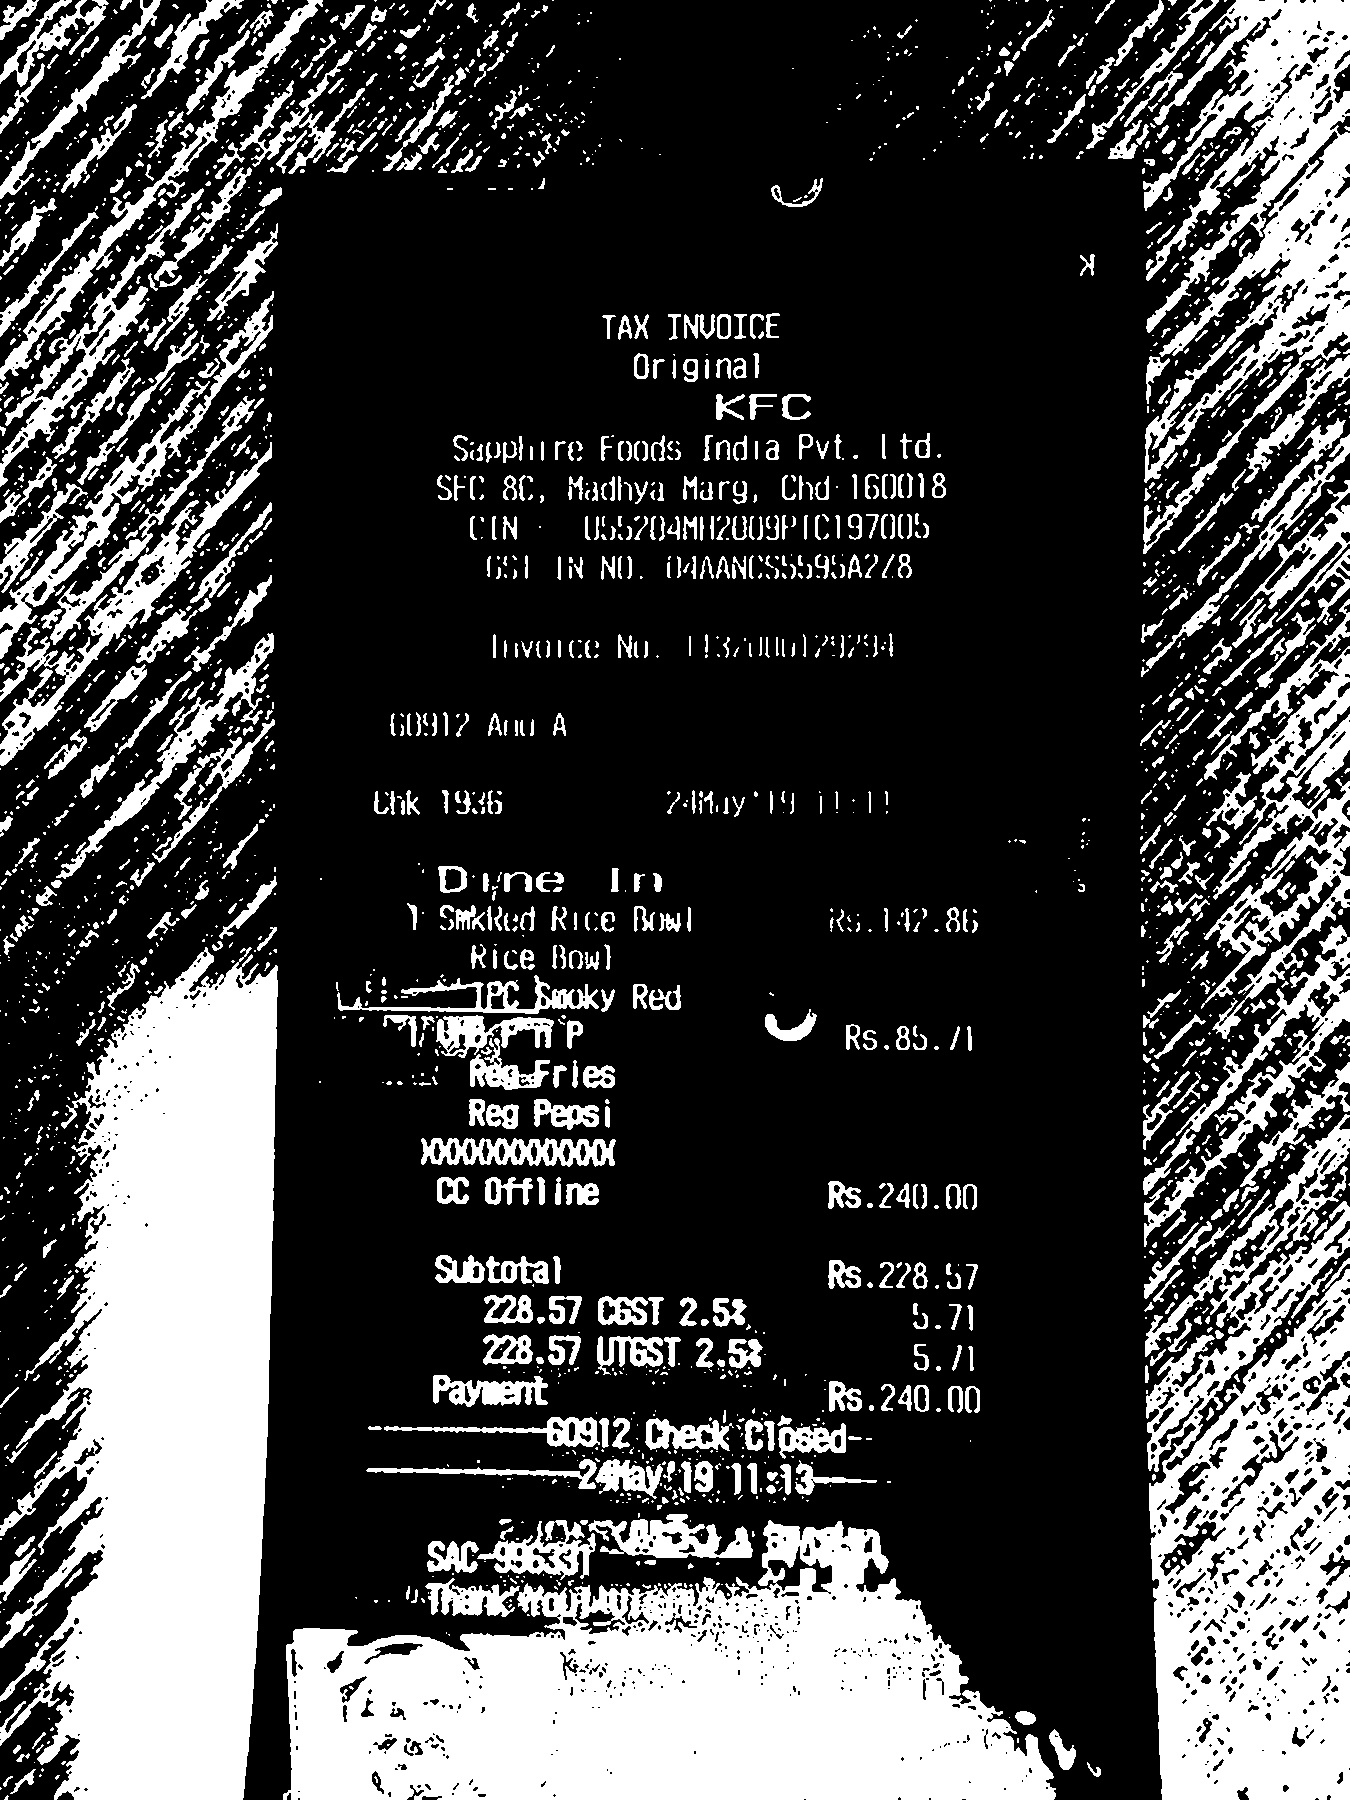 TAX INVOICE
Original
KFC
Sapphire Foods India Pvt. Ltd.
SFC 8C, Madhya Marg, Chd-160018
CIN : U55204MH2009PTC197005
GST IN NO. 04AANCS5595A2Z8
Invoice No.
60912 Anu A
Chk 1936 24May'19 11:11
Dine In
1 SmkRed Rice Bowl Rs.142.86
Rice Bowl
1PC Smoky Red
1 P n P Rs.85.71
Reg Fries
Reg Pepsi
XXXXXXXXXXXX
CC Offline Rs.240.00
Subtotal Rs.228.57
228.57 CGST 2.5% 5.71
228.57 UTGST 2.5% 5.71
Payment Rs.240.00
60912 Check Closed
24May'19 11:13
SAC-996331
Thank You